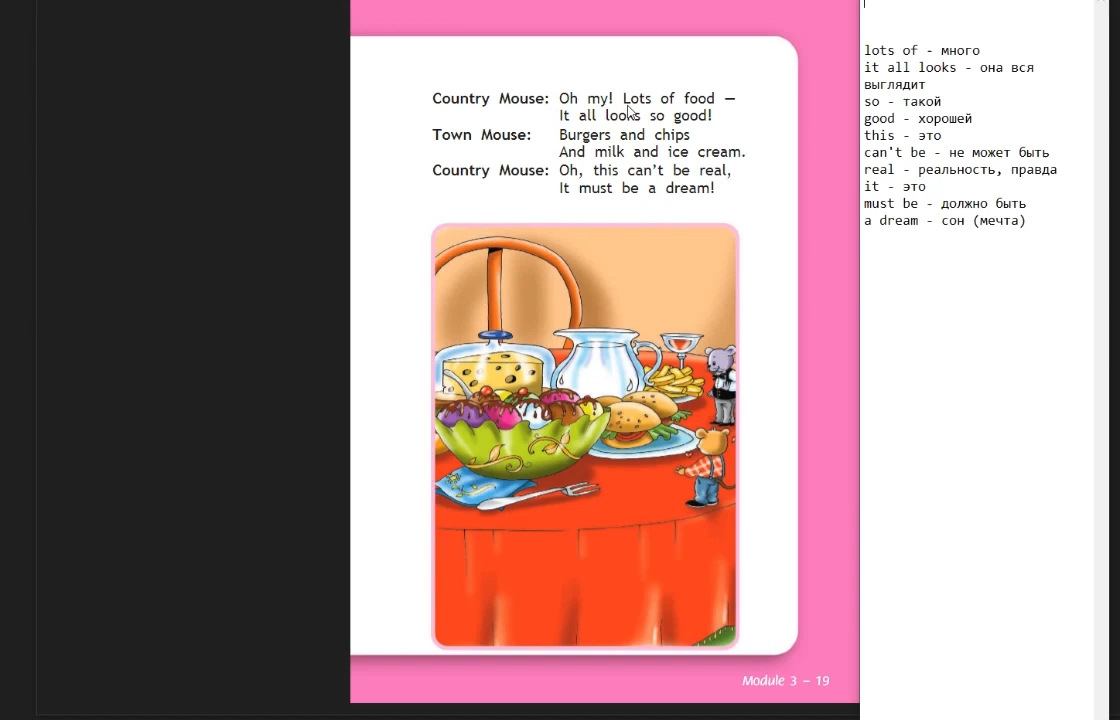 Country Mouse: Oh my! Lots of food —
It all looks so good!
Town Mouse: Burgers and chips
And milk and ice cream.
Country Mouse: Oh, this can't be real,
It must be a dream!
Module 3 – 19
lots of - много
it all looks - она вся
выглядит
so - такой
good - хорошей
this - это
can't be - не может быть
real - реальность, правда
it - это
must be - должно быть
a dream - сон (мечта)